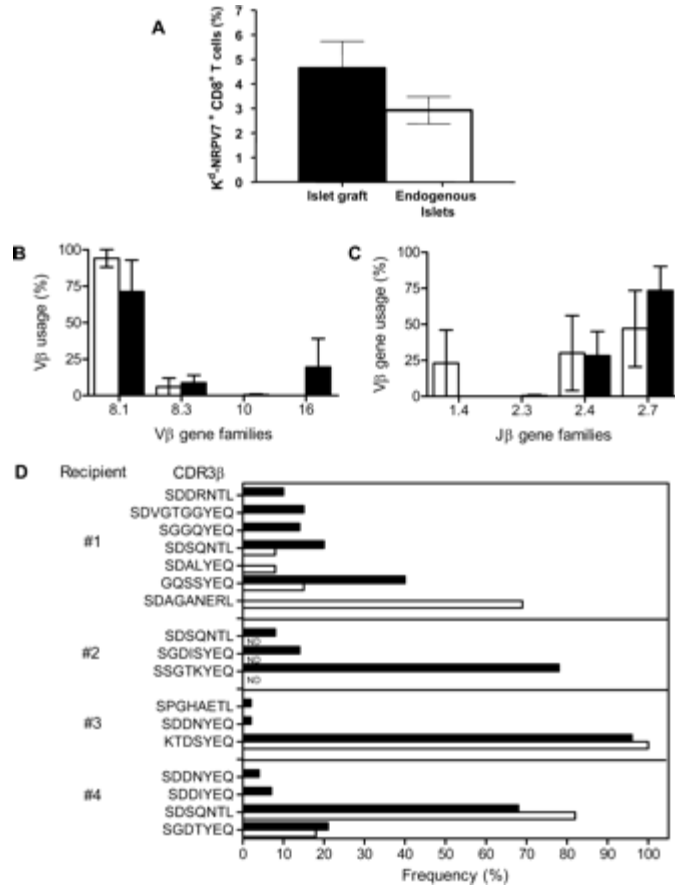 A
K^d-NRPV7^+ CD8^+ T cells (%)
7
6
5
4
3
2
1
0
Islet graft
Endogenous
Islets
B
Vβ usage (%)
100
75
50
25
0
8.1
8.3
10
16
Vβ gene families
C
Vβ gene usage (%)
100
75
50
25
0
1.4
2.3
2.4
2.7
Jβ gene families
D
Recipient
CDR3β
#1
SDDRNTL
SDVGTGGYEQ
SGGQYEQ
SDSQNTL
SDALYEQ
GQSSYEQ
SDAGANERL
#2
SDSQNTL
ND
SGDISYEQ
ND
SSGTKYEQ
ND
#3
SPGHAETL
SDDNYEQ
KTDSYEQ
#4
SDDNYEQ
SDDIYEQ
SDSQNTL
SGDTYEQ
0 10 20 30 40 50 60 70 80 90 100
Frequency (%)